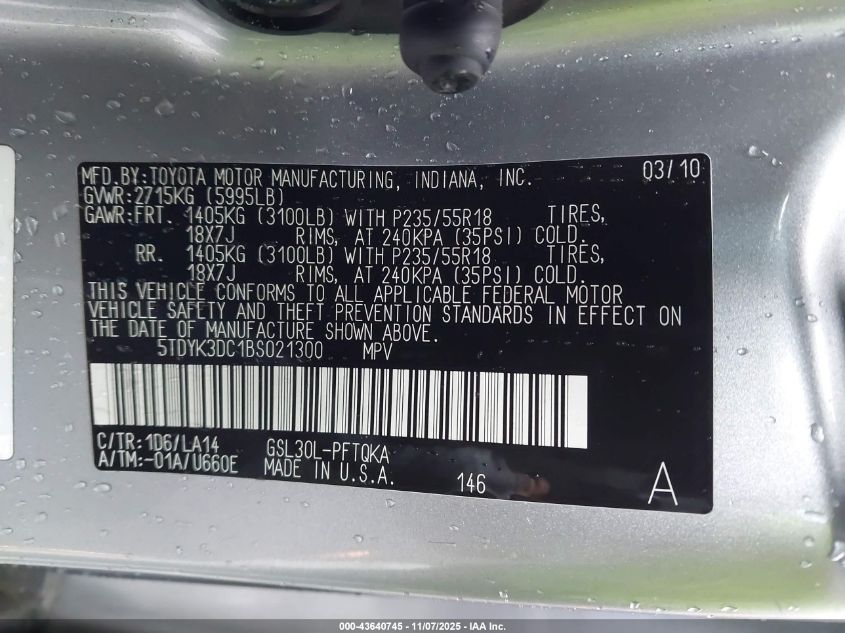 MFD.BY:TOYOTA MOTOR MANUFACTURING, INDIANA, INC. 03/10
GVWR:2715KG (5995LB)
GAWR:FRT. 1405KG (3100LB) WITH P235/55R18 TIRES,
18X7J RIMS, AT 240KPA (35PSI) COLD.
RR. 1405KG (3100LB) WITH P235/55R18 TIRES,
18X7J RIMS, AT 240KPA (35PSI) COLD.
THIS VEHICLE CONFORMS TO ALL APPLICABLE FEDERAL MOTOR
VEHICLE SAFETY AND THEFT PREVENTION STANDARDS IN EFFECT ON
THE DATE OF MANUFACTURE SHOWN ABOVE.
5TDYK3DC1BS021300 MPV
C/TR:1D6/LA14 GSL30L-PFTQKA
A/TM:-01A/U660E MADE IN U.S.A. 146 A
000-43640745 — 11/07/2025 — IAA Inc.